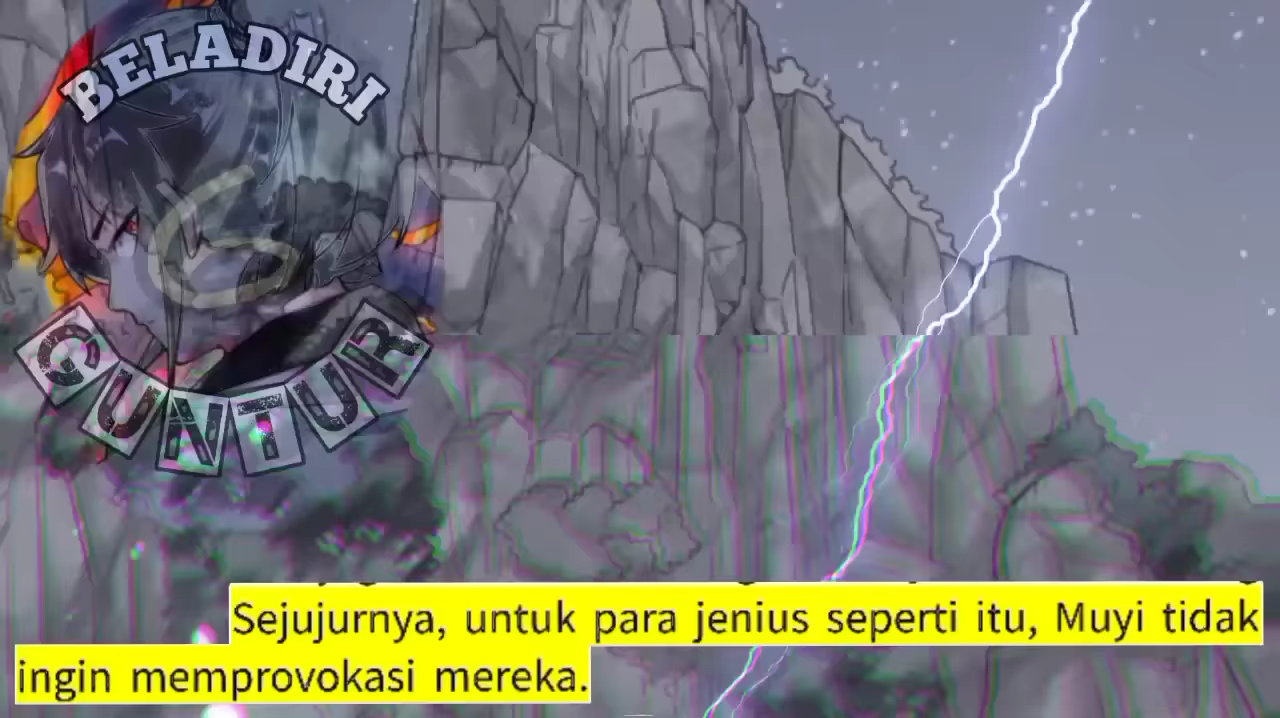 BELADIRI
GUNTUR
Sejujurnya, untuk para jenius seperti itu, Muyi tidak
ingin memprovokasi mereka.